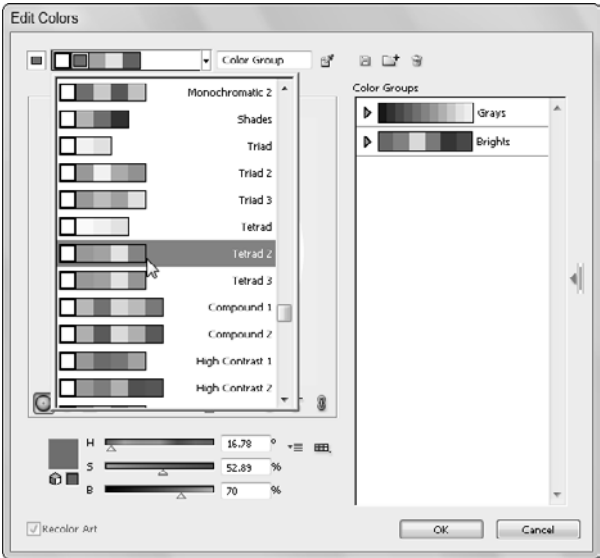 Edit Colors
Color Group
Color Groups
Monochromatic 2
Shades
Triad
Triad 2
Triad 3
Tetrad
Tetrad 2
Tetrad 3
Compound 1
Compound 2
High Contrast 1
High Contrast 2
Grays
Brights
H 16.78 °
S 52.89 %
B 70 %
Recolor Art
OK
Cancel